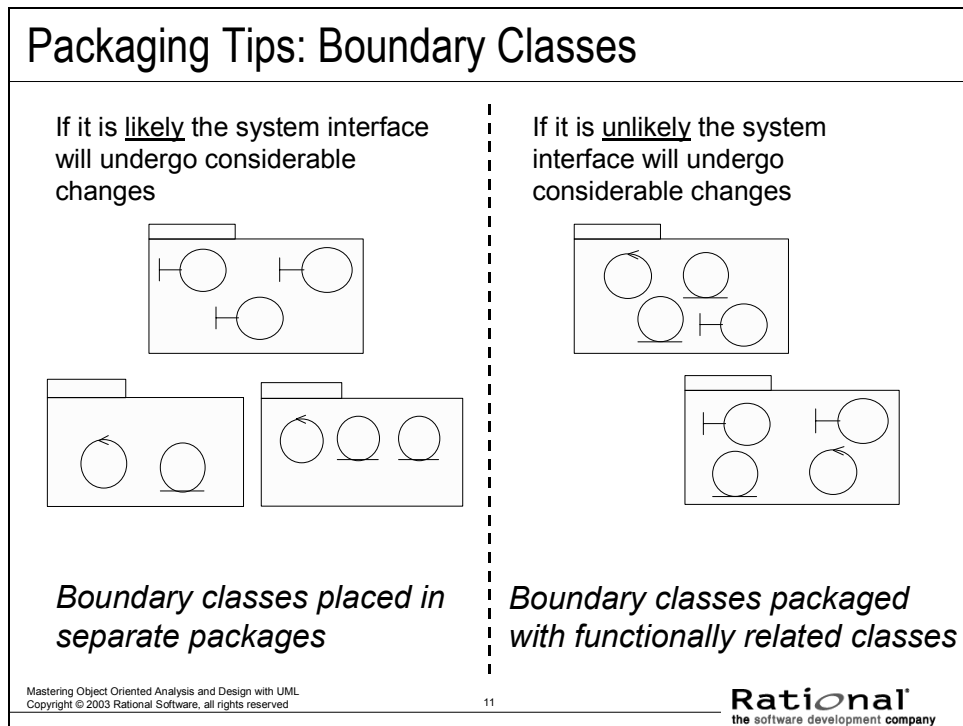 Packaging Tips: Boundary Classes
If it is likely the system interface
will undergo considerable
changes
If it is unlikely the system
interface will undergo
considerable changes
Boundary classes placed in
separate packages
Boundary classes packaged
with functionally related classes
Mastering Object Oriented Analysis and Design with UML
Copyright © 2003 Rational Software, all rights reserved
11
Rational
the software development company